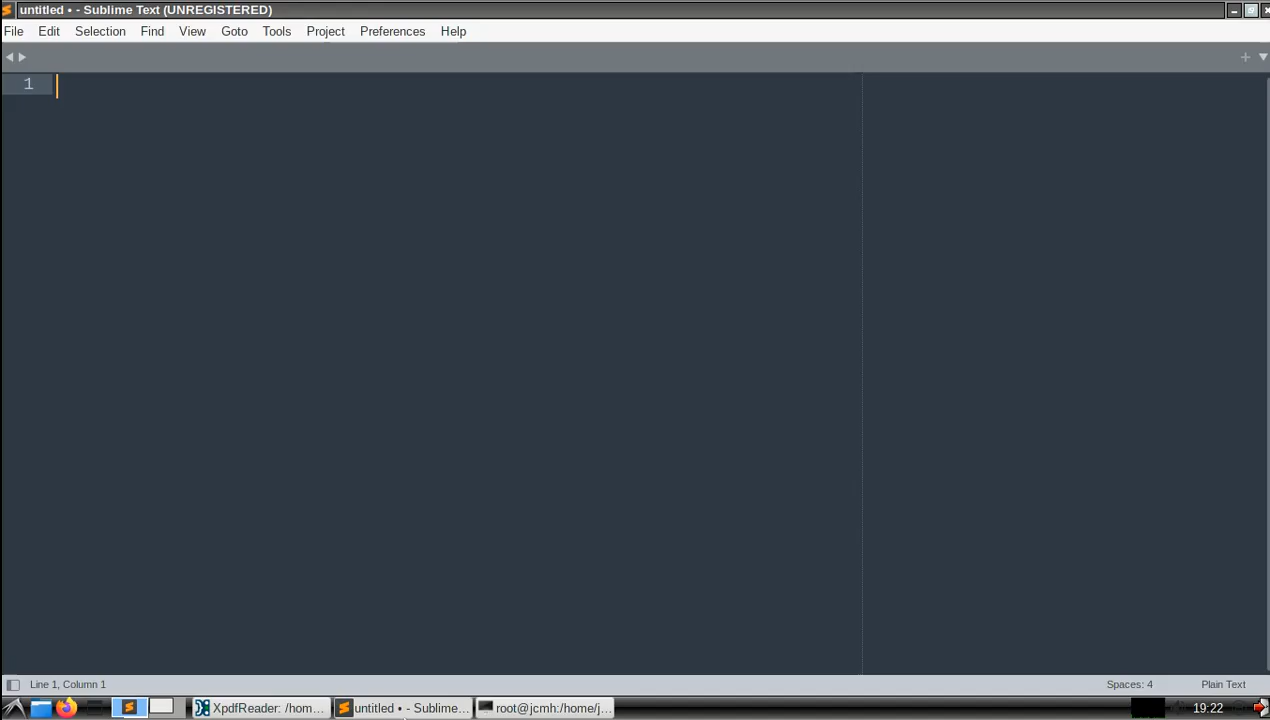 untitled • - Sublime Text (UNREGISTERED)
File Edit Selection Find View Goto Tools Project Preferences Help
1
Line 1, Column 1 Spaces: 4 Plain Text
XpdfReader: /hom... untitled • - Sublime... root@jcmh:/home/j... 19:22